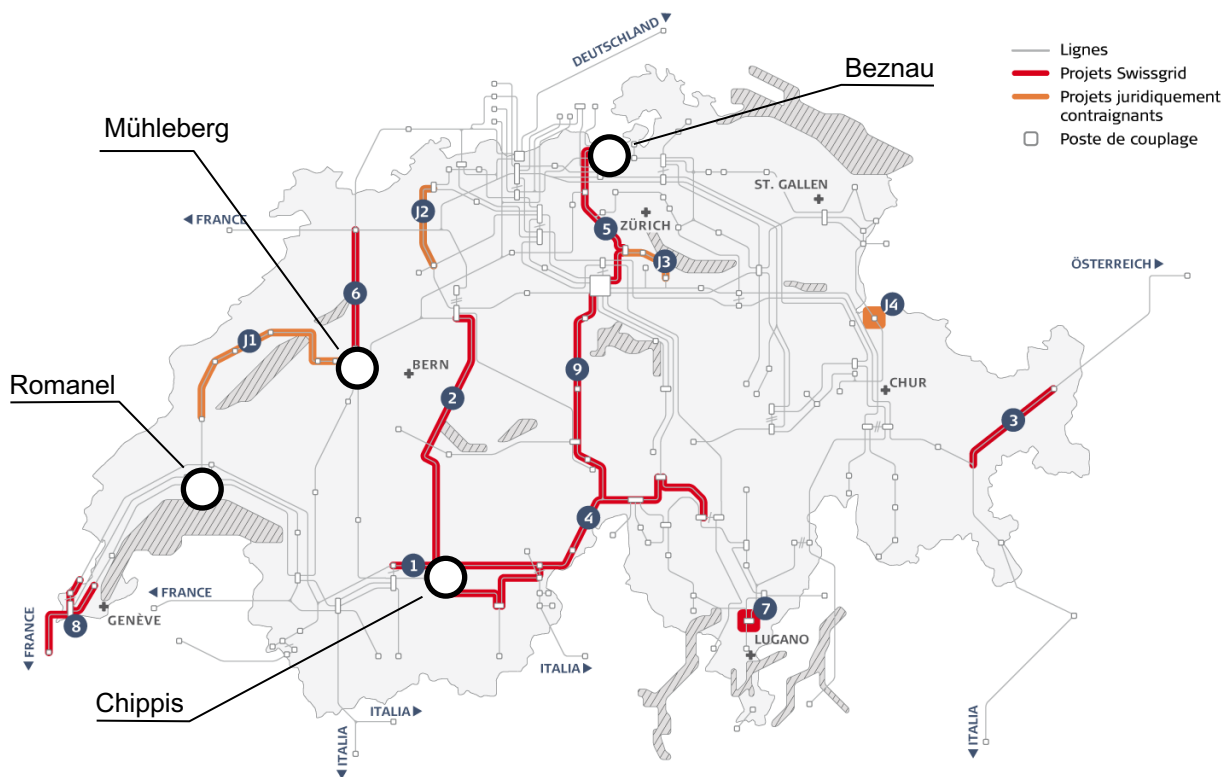 DEUTSCHLAND
Beznau
Lignes
Projets Swissgrid
Projets juridiquement
contraignants
Poste de couplage
Mühleberg
ST. GALLEN
J2
FRANCE
5
ZÜRICH
J3
ÖSTERREICH
6
J4
J1
BERN
9
CHUR
Romanel
2
3
4
1
FRANCE
7
GENÈVE
8
FRANCE
LUGANO
ITALIA
Chippis
ITALIA
ITALIA
ITALIA